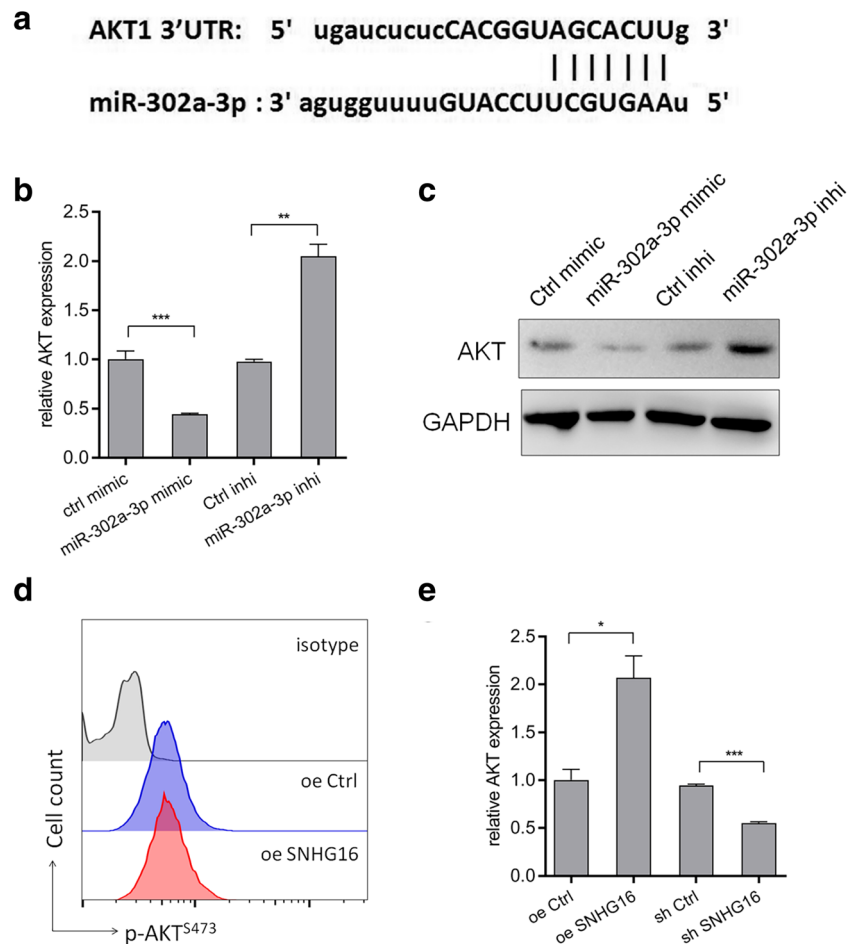 a
AKT1 3'UTR: 5' ugaucucucCACGGUAGCACUUg 3'
miR-302a-3p : 3' agugguuuuGUACCUUCGUGAAu 5'
b
relative AKT expression
2.5
2.0
1.5
1.0
0.5
0.0
***
**
ctrl mimic
miR-302a-3p mimic
Ctrl inhi
miR-302a-3p inhi
c
Ctrl mimic
miR-302a-3p mimic
Ctrl inhi
miR-302a-3p inhi
AKT
GAPDH
d
isotype
oe Ctrl
oe SNHG16
Cell count
p-AKTS473
e
relative AKT expression
2.5
2.0
1.5
1.0
0.5
0.0
*
***
oe Ctrl
oe SNHG16
sh Ctrl
sh SNHG16